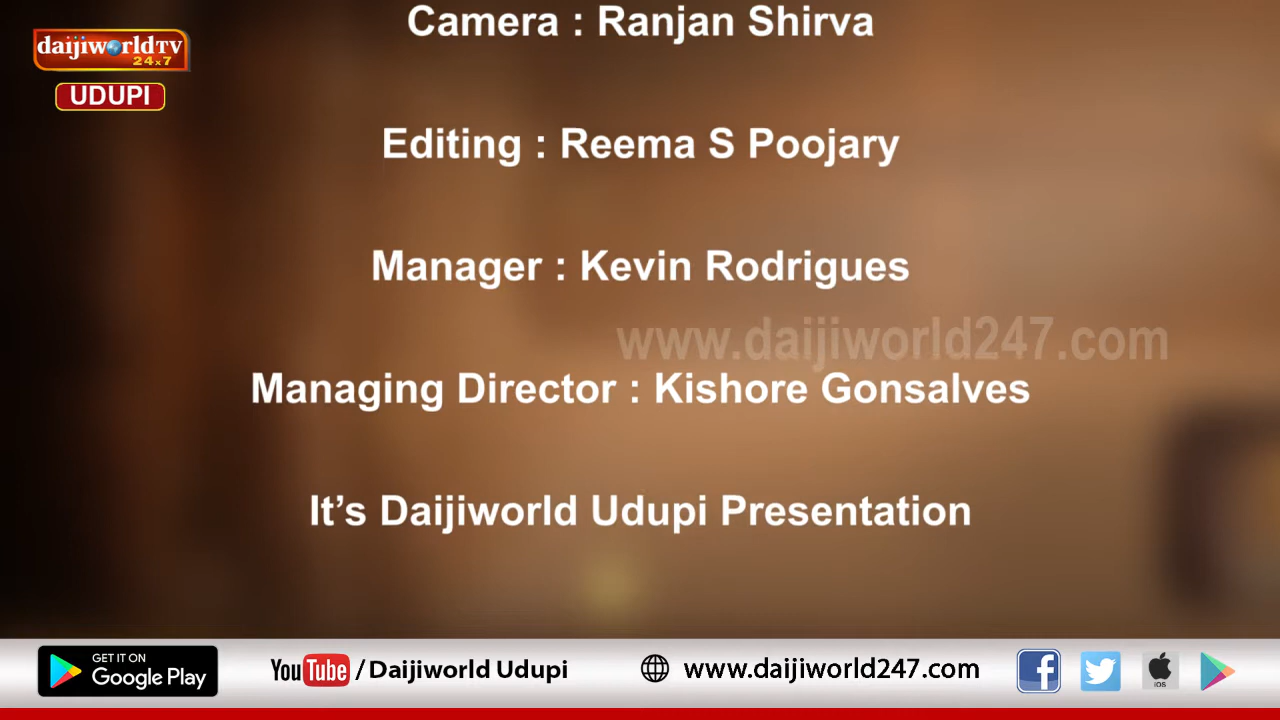 Camera : Ranjan Shirva
daijiworldTV
24x7
UDUPI
Editing : Reema S Poojary
Manager : Kevin Rodrigues
www.daijiworld247.com
Managing Director : Kishore Gonsalves
It’s Daijiworld Udupi Presentation
GET IT ON
Google Play
YouTube /Daijiworld Udupi
www.daijiworld247.com
f
iOS